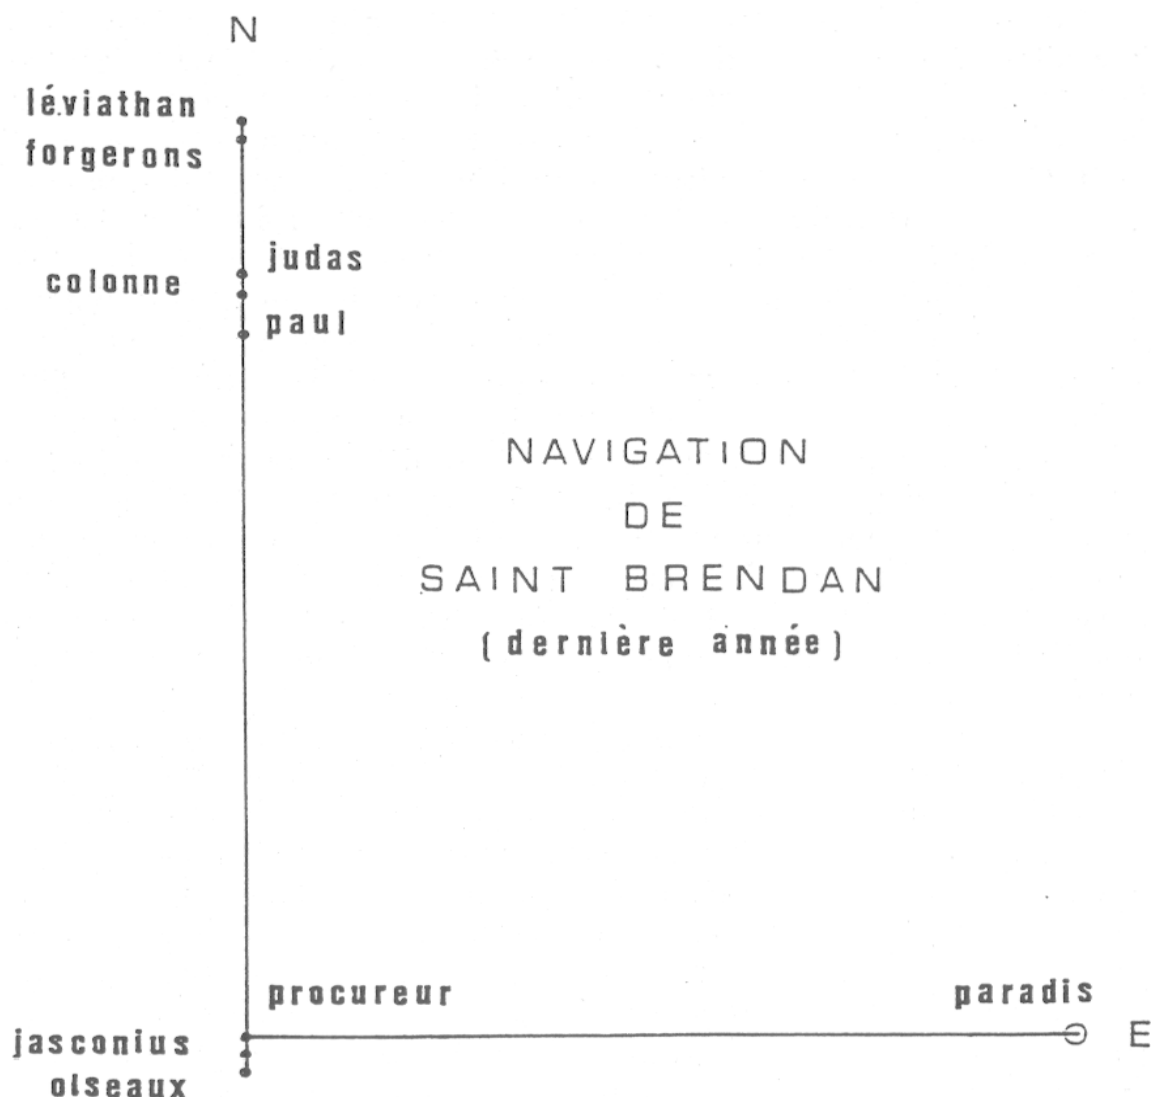 N
léviathan
forgerons
judas
colonne
paul
NAVIGATION
DE
SAINT BRENDAN
(dernière année)
procureur
paradis
E
jasconius
oiseaux